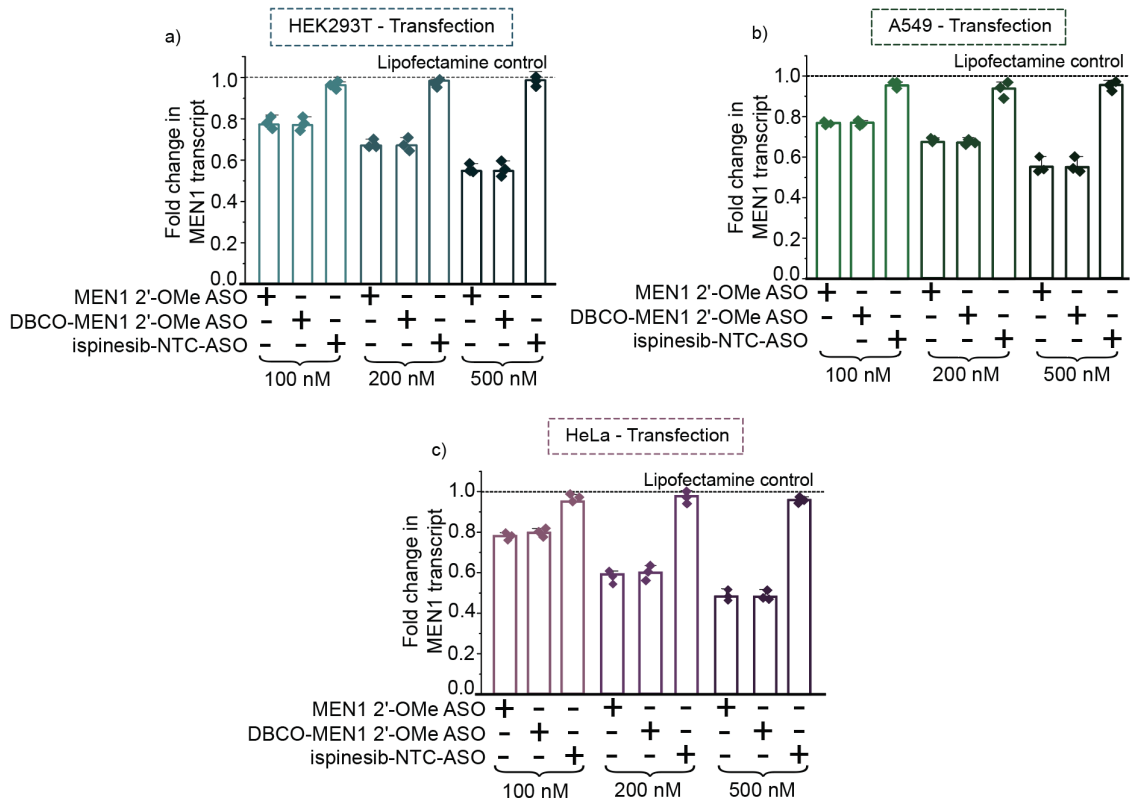 a)
HEK293T - Transfection
Lipofectamine control
Fold change in
MEN1 transcript
1.0
0.8
0.6
0.4
0.2
0.0
MEN1 2'-OMe ASO + - - + - - + - -
DBCO-MEN1 2'-OMe ASO - + - - + - - + -
ispinesib-NTC-ASO - - + - - + - - +
100 nM 200 nM 500 nM
b)
A549 - Transfection
Lipofectamine control
Fold change in
MEN1 transcript
1.0
0.8
0.6
0.4
0.2
0.0
MEN1 2'-OMe ASO + - - + - - + - -
DBCO-MEN1 2'-OMe ASO - + - - + - - + -
ispinesib-NTC-ASO - - + - - + - - +
100 nM 200 nM 500 nM
c)
HeLa - Transfection
Lipofectamine control
Fold change in
MEN1 transcript
1.0
0.8
0.6
0.4
0.2
0.0
MEN1 2'-OMe ASO + - - + - - + - -
DBCO-MEN1 2'-OMe ASO - + - - + - - + -
ispinesib-NTC-ASO - - + - - + - - +
100 nM 200 nM 500 nM